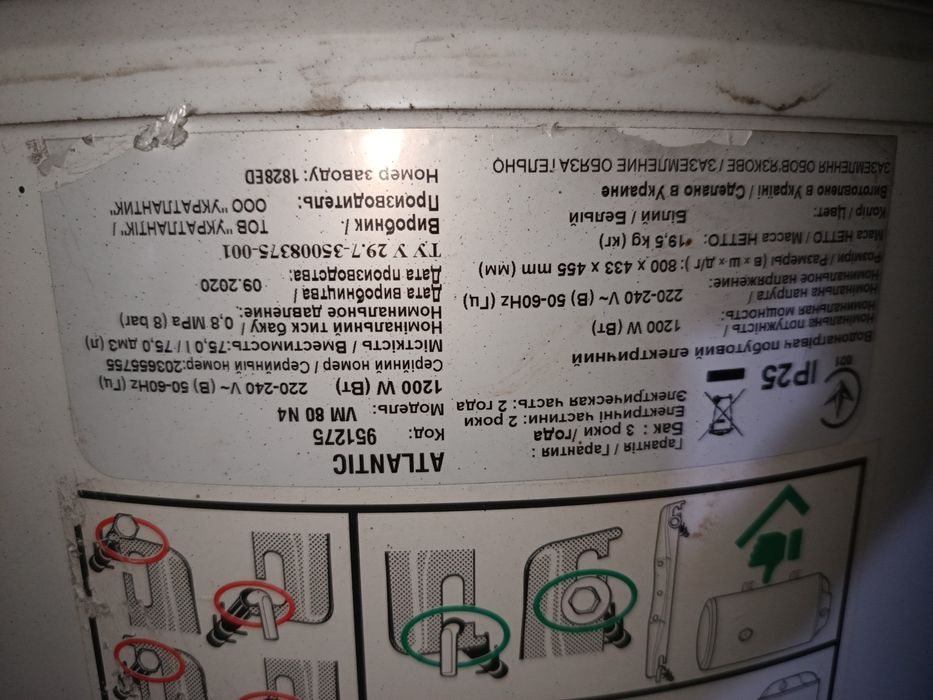 ATLANTIC
Код: 951275
Модель: VM 80 N4
1200 W (Вт) 220-240 V~ (В) 50-60Hz (Гц)
Серійний номер / Серийный номер:203665755
Місткість / Вместимость:75,0 l / 75,0 дм3 (л)
Номінальний тиск баку /
Номинальное давление: 0,8 MPa (8 bar)
Дата виробництва /
Дата производства: 09.2020
ТУ У 29.7-35008375-001
Виробник / ТОВ "УКРАТЛАНТІК" /
Производитель: ООО "УКРАТЛАНТИК"
Номер заводу: 1828ED
Гарантія / Гарантия :
Бак : 3 роки /года
Електричні частини: 2 роки
Электрическая часть: 2 года
001
IP25
Водонагрівач побутовий електричний
Номінальна потужність /
Номинальная мощность: 1200 W (Вт)
Номінальна напруга /
Номинальное напряжение: 220-240 V~ (В) 50-60Hz (Гц)
Розміри / Размеры (в х ш х д/г ): 800 x 433 x 455 mm (мм)
Маса НЕТТО / Масса НЕТТО: 19,5 kg (кг)
Колір / Цвет: Білий / Белый
Виготовлено в Україні / Сделано в Украине
ЗАЗЕМЛЕННЯ ОБОВ'ЯЗКОВЕ / ЗАЗЕМЛЕНИЕ ОБЯЗАТЕЛЬНО